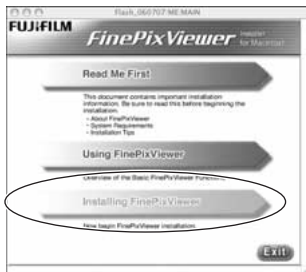 Flash_060707:ME:MAIN
FUJIFILM
FinePixViewer
for Macintosh
Read Me First
This document contains important installation
information. Be sure to read this before beginning the
installation.
- About FinePixViewer
- System Requirements
- Installation Tips
Using FinePixViewer
Overview of the Basic FinePixViewer Functions.
Installing FinePixViewer
Now begin FinePixViewer installation.
Exit